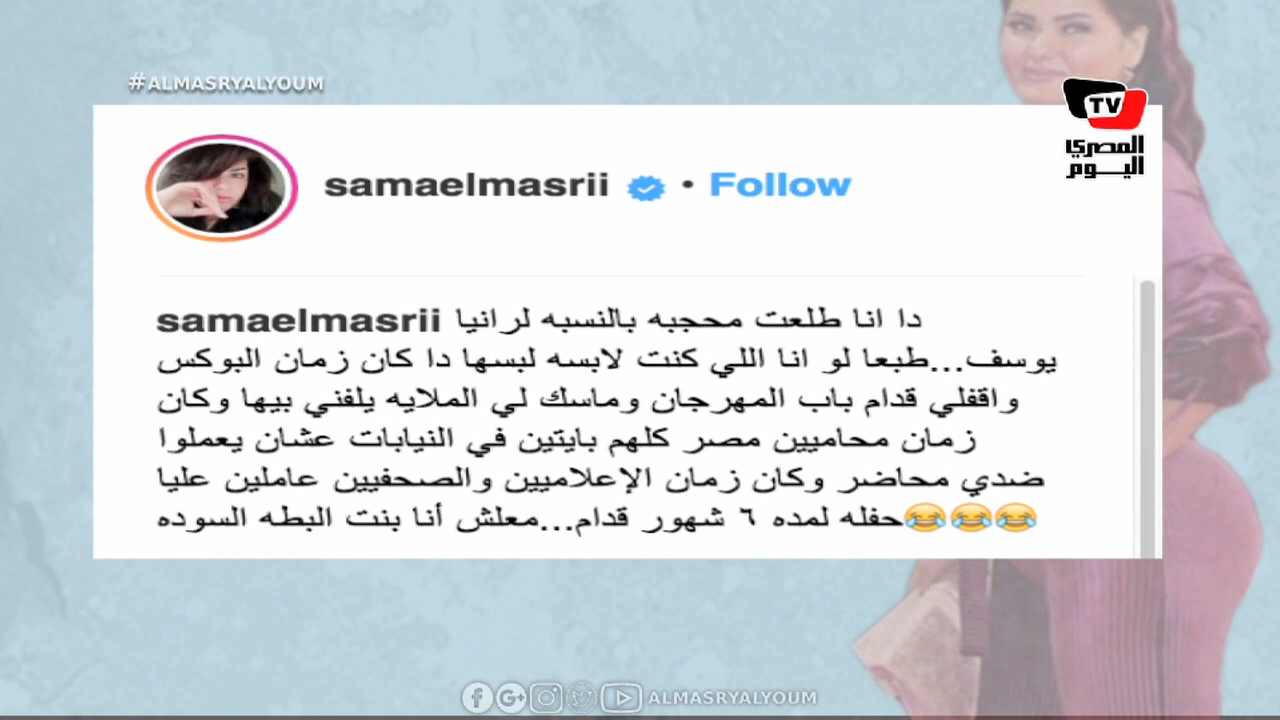 #ALMASRYALYOUM
TV
المصري
اليوم
samaelmasrii • Follow
samaelmasrii دا انا طلعت محجبه بالنسبه لرانيا
يوسف...طبعا لو انا اللي كنت لابسه لبسها دا كان زمان البوكس
واقفلي قدام باب المهرجان وماسك لي الملايه يلفني بيها وكان
زمان محاميين مصر كلهم بايتين في النيابات عشان يعملوا
ضدي محاضر وكان زمان الإعلاميين والصحفيين عاملين عليا
حفله لمده ٦ شهور قدام...معلش أنا بنت البطه السوده😂😂😂
ALMASRYALYOUM